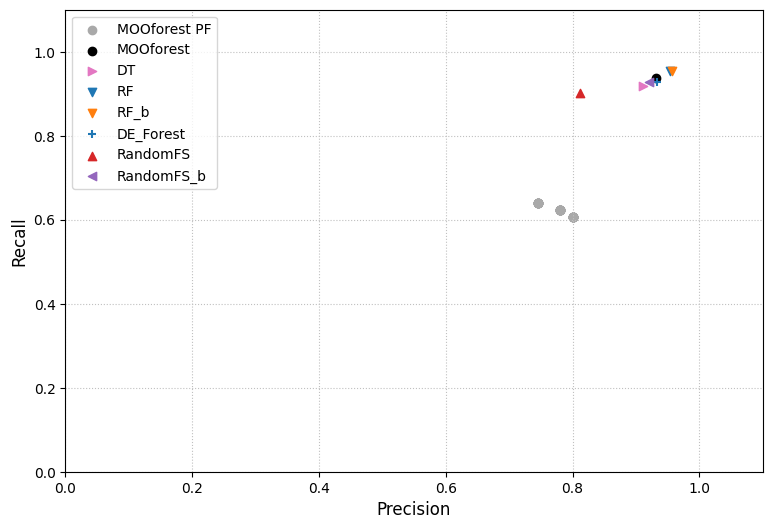 MOOforest PF
MOOforest
DT
RF
RF_b
DE_Forest
RandomFS
RandomFS_b
1.0
0.8
0.6
0.4
0.2
0.0
Recall
0.0 0.2 0.4 0.6 0.8 1.0
Precision